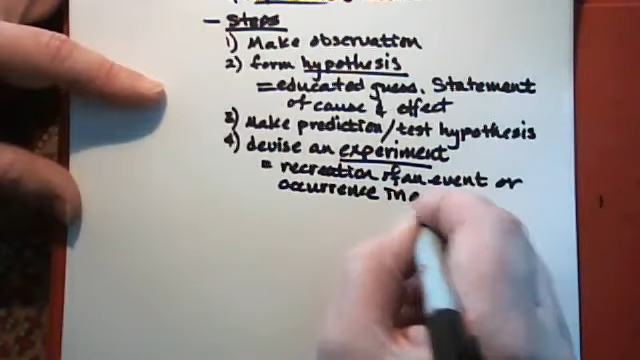 – Steps
1) Make observation
2) form hypothesis
= educated guess. Statement
of cause & effect
3) Make prediction/test hypothesis
4) devise an experiment
= recreation of an event or
occurrence in